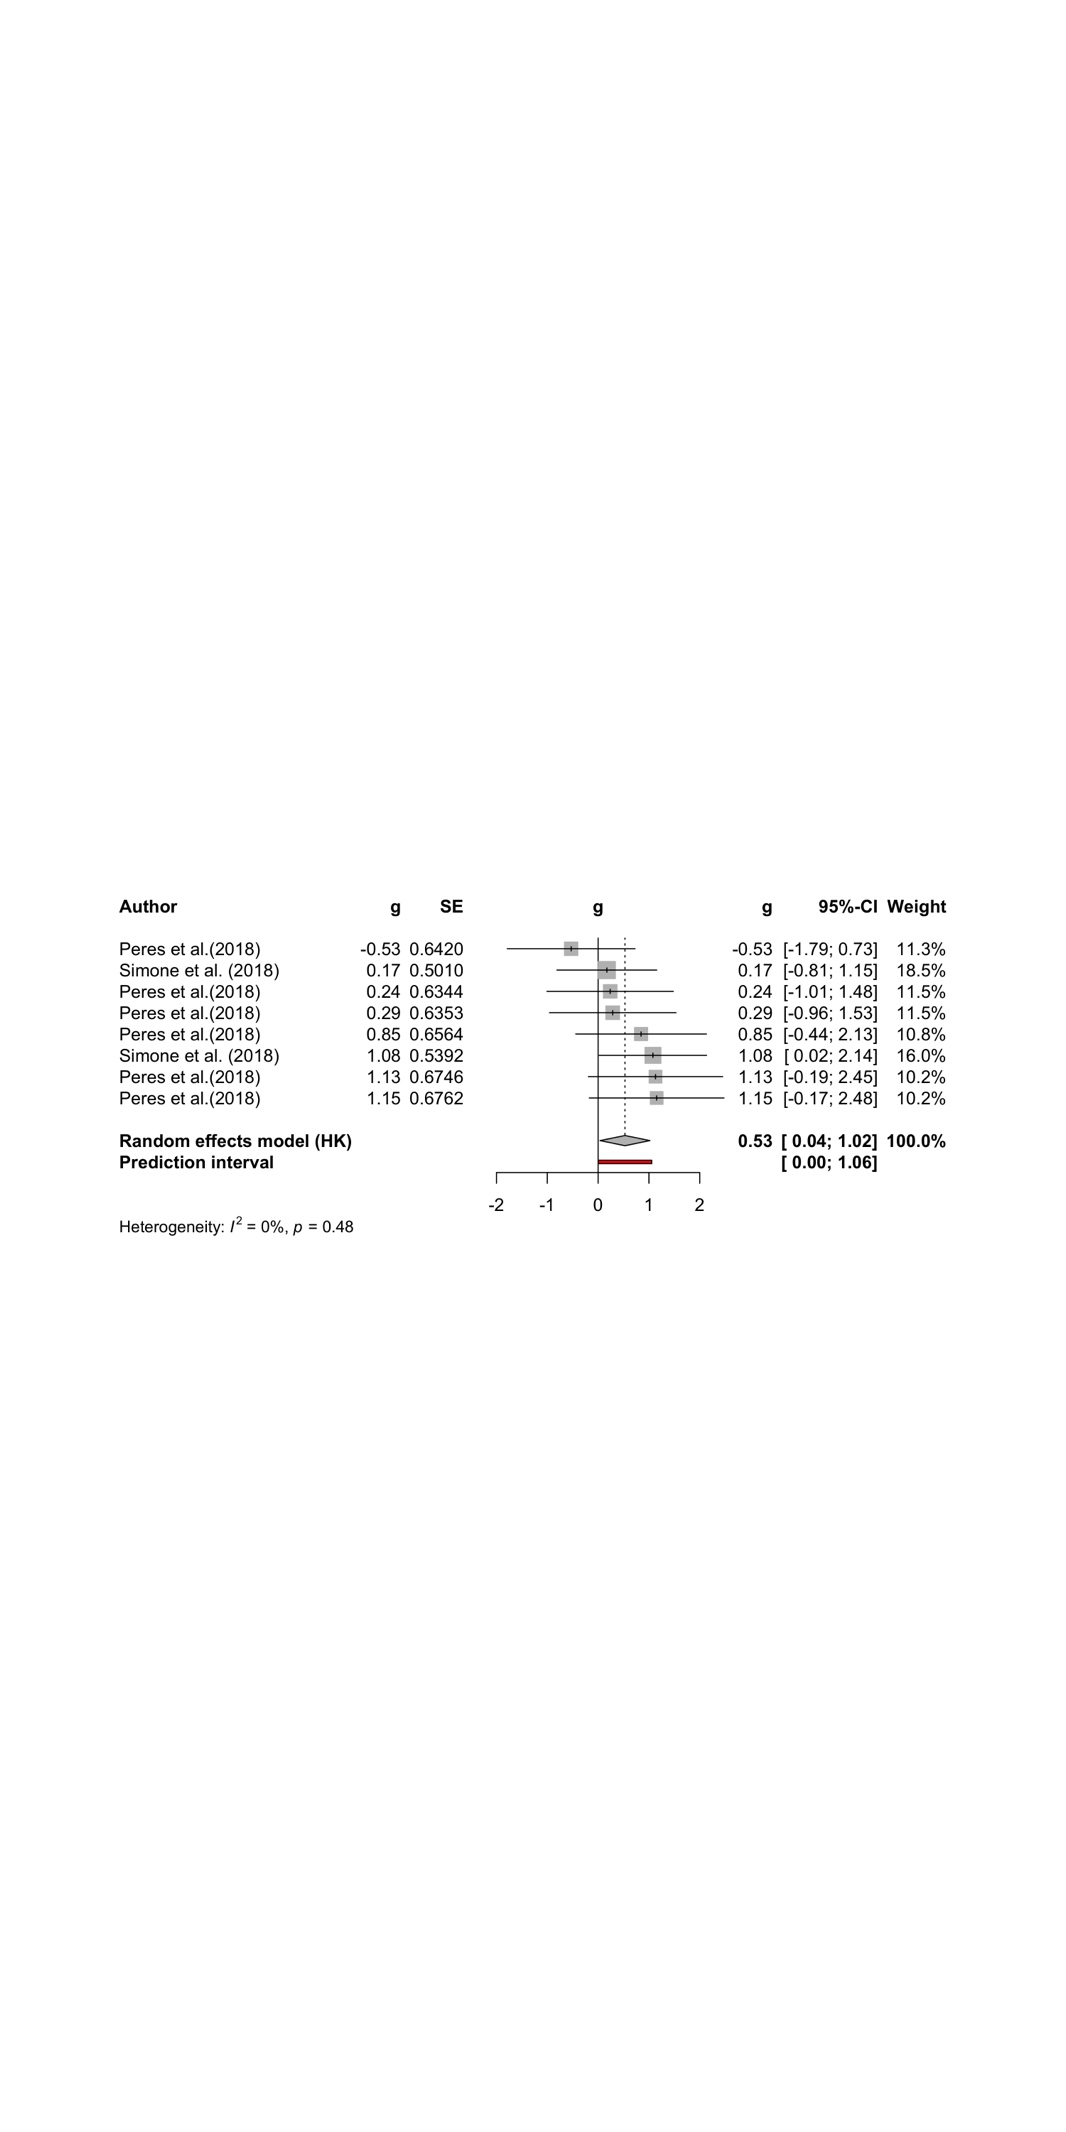 Author g SE g g 95%-CI Weight
Peres et al.(2018) -0.53 0.6420 -0.53 [-1.79; 0.73] 11.3%
Simone et al. (2018) 0.17 0.5010 0.17 [-0.81; 1.15] 18.5%
Peres et al.(2018) 0.24 0.6344 0.24 [-1.01; 1.48] 11.5%
Peres et al.(2018) 0.29 0.6353 0.29 [-0.96; 1.53] 11.5%
Peres et al.(2018) 0.85 0.6564 0.85 [-0.44; 2.13] 10.8%
Simone et al. (2018) 1.08 0.5392 1.08 [ 0.02; 2.14] 16.0%
Peres et al.(2018) 1.13 0.6746 1.13 [-0.19; 2.45] 10.2%
Peres et al.(2018) 1.15 0.6762 1.15 [-0.17; 2.48] 10.2%
Random effects model (HK) 0.53 [ 0.04; 1.02] 100.0%
Prediction interval [ 0.00; 1.06]
-2 -1 0 1 2
Heterogeneity: I² = 0%, p = 0.48